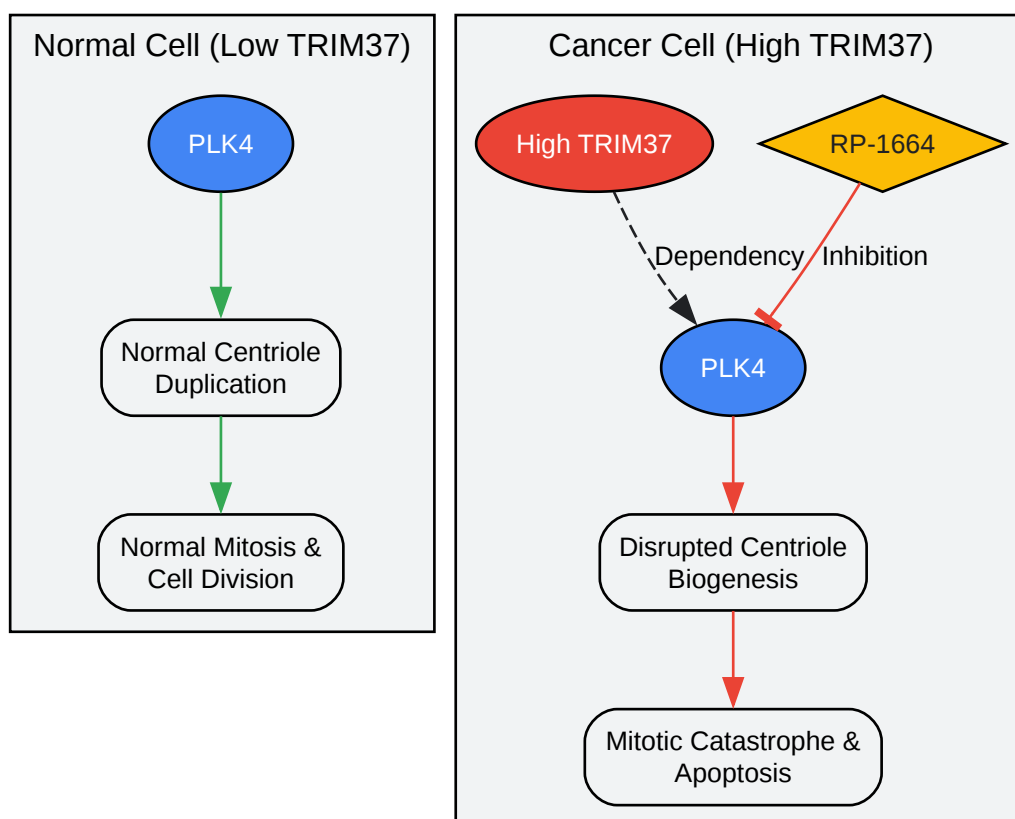 Normal Cell (Low TRIM37)
PLK4
Normal Centriole
Duplication
Normal Mitosis &
Cell Division
Cancer Cell (High TRIM37)
High TRIM37
RP-1664
Dependency
Inhibition
PLK4
Disrupted Centriole
Biogenesis
Mitotic Catastrophe &
Apoptosis